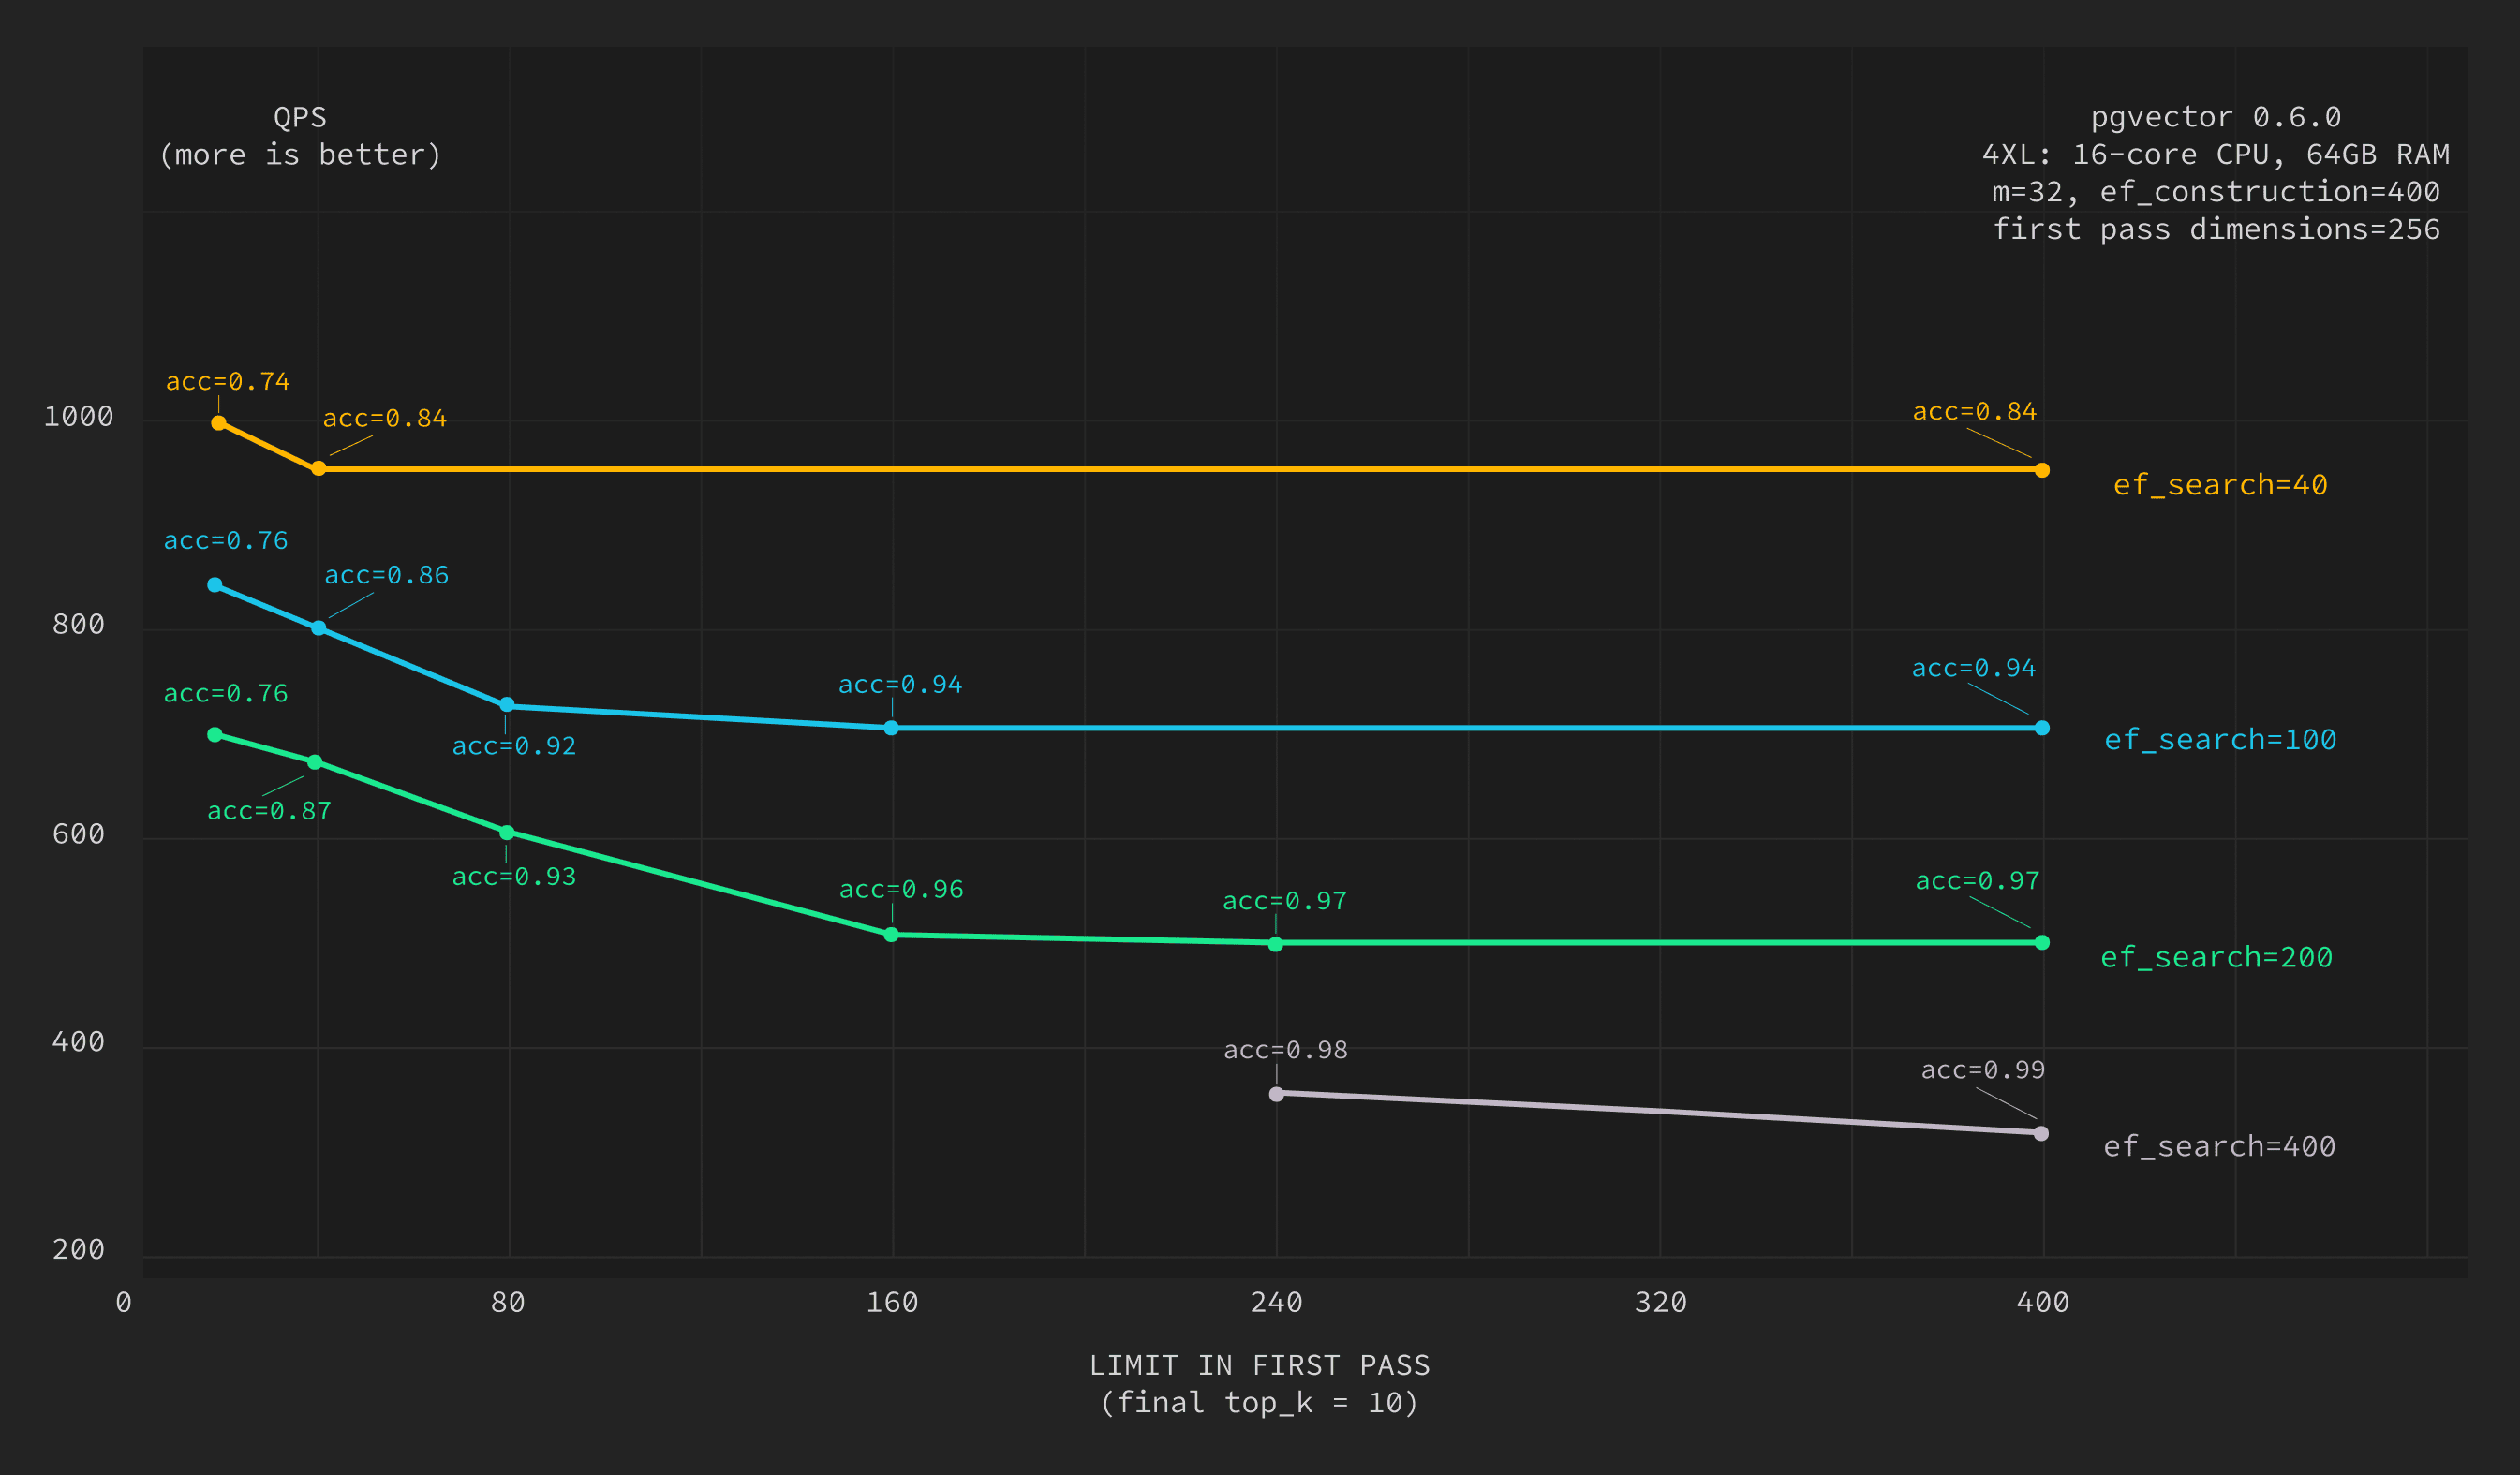 QPS
(more is better)
pgvector 0.6.0
4XL: 16-core CPU, 64GB RAM
m=32, ef_construction=400
first pass dimensions=256
acc=0.74
acc=0.84
acc=0.84
1000
ef_search=40
acc=0.76
acc=0.86
800
acc=0.76
acc=0.94
acc=0.94
acc=0.92
ef_search=100
acc=0.87
600
acc=0.93
acc=0.96
acc=0.97
acc=0.97
ef_search=200
400
acc=0.98
acc=0.99
ef_search=400
200
0
80
160
240
320
400
LIMIT IN FIRST PASS
(final top_k = 10)